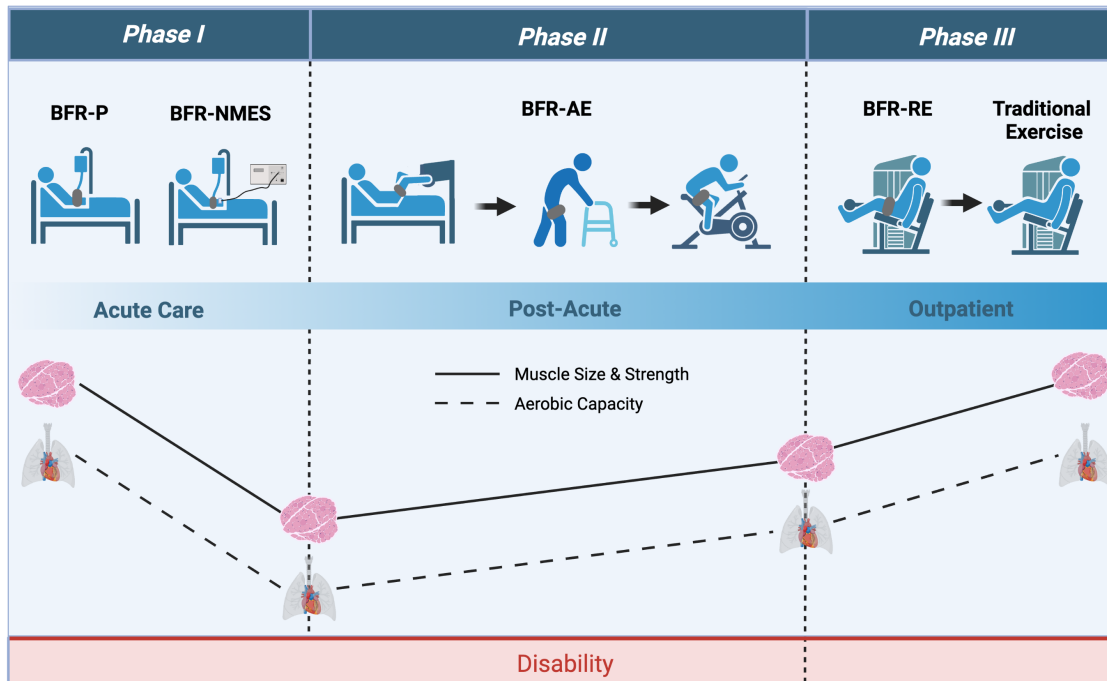 Phase I
Phase II
Phase III
BFR-P
BFR-NMES
BFR-AE
BFR-RE
Traditional
Exercise
Acute Care
Post-Acute
Outpatient
Muscle Size & Strength
Aerobic Capacity
Disability